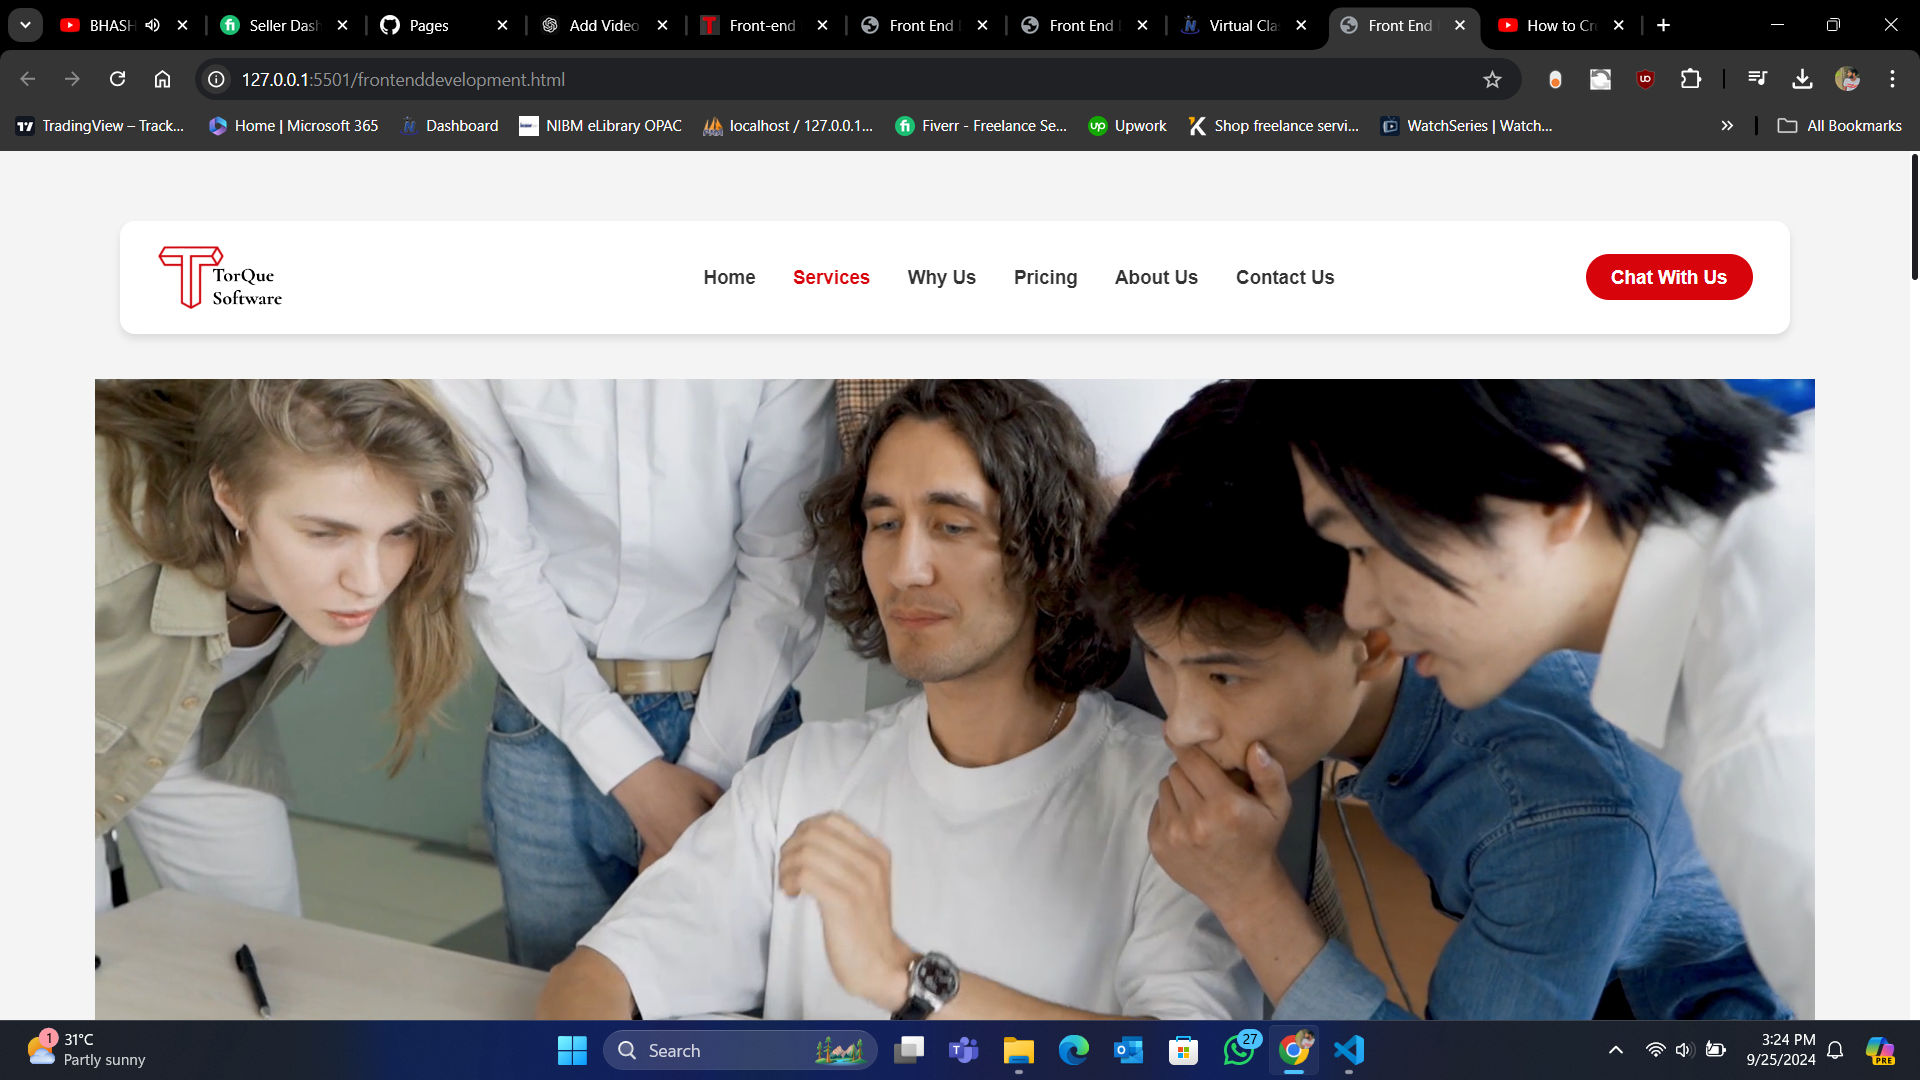 BHASH
Seller Dash
Pages
Add Video
Front-end
Front End
Front End
Virtual Cla
Front End
How to Cr
127.0.0.1:5501/frontenddevelopment.html
TradingView – Track...
Home | Microsoft 365
Dashboard
NIBM eLibrary OPAC
localhost / 127.0.0.1...
Fiverr - Freelance Se...
Upwork
Shop freelance servi...
WatchSeries | Watch...
All Bookmarks
TorQue
Software
Home
Services
Why Us
Pricing
About Us
Contact Us
Chat With Us
1
31°C
Partly sunny
Search
27
3:24 PM
9/25/2024
PRE